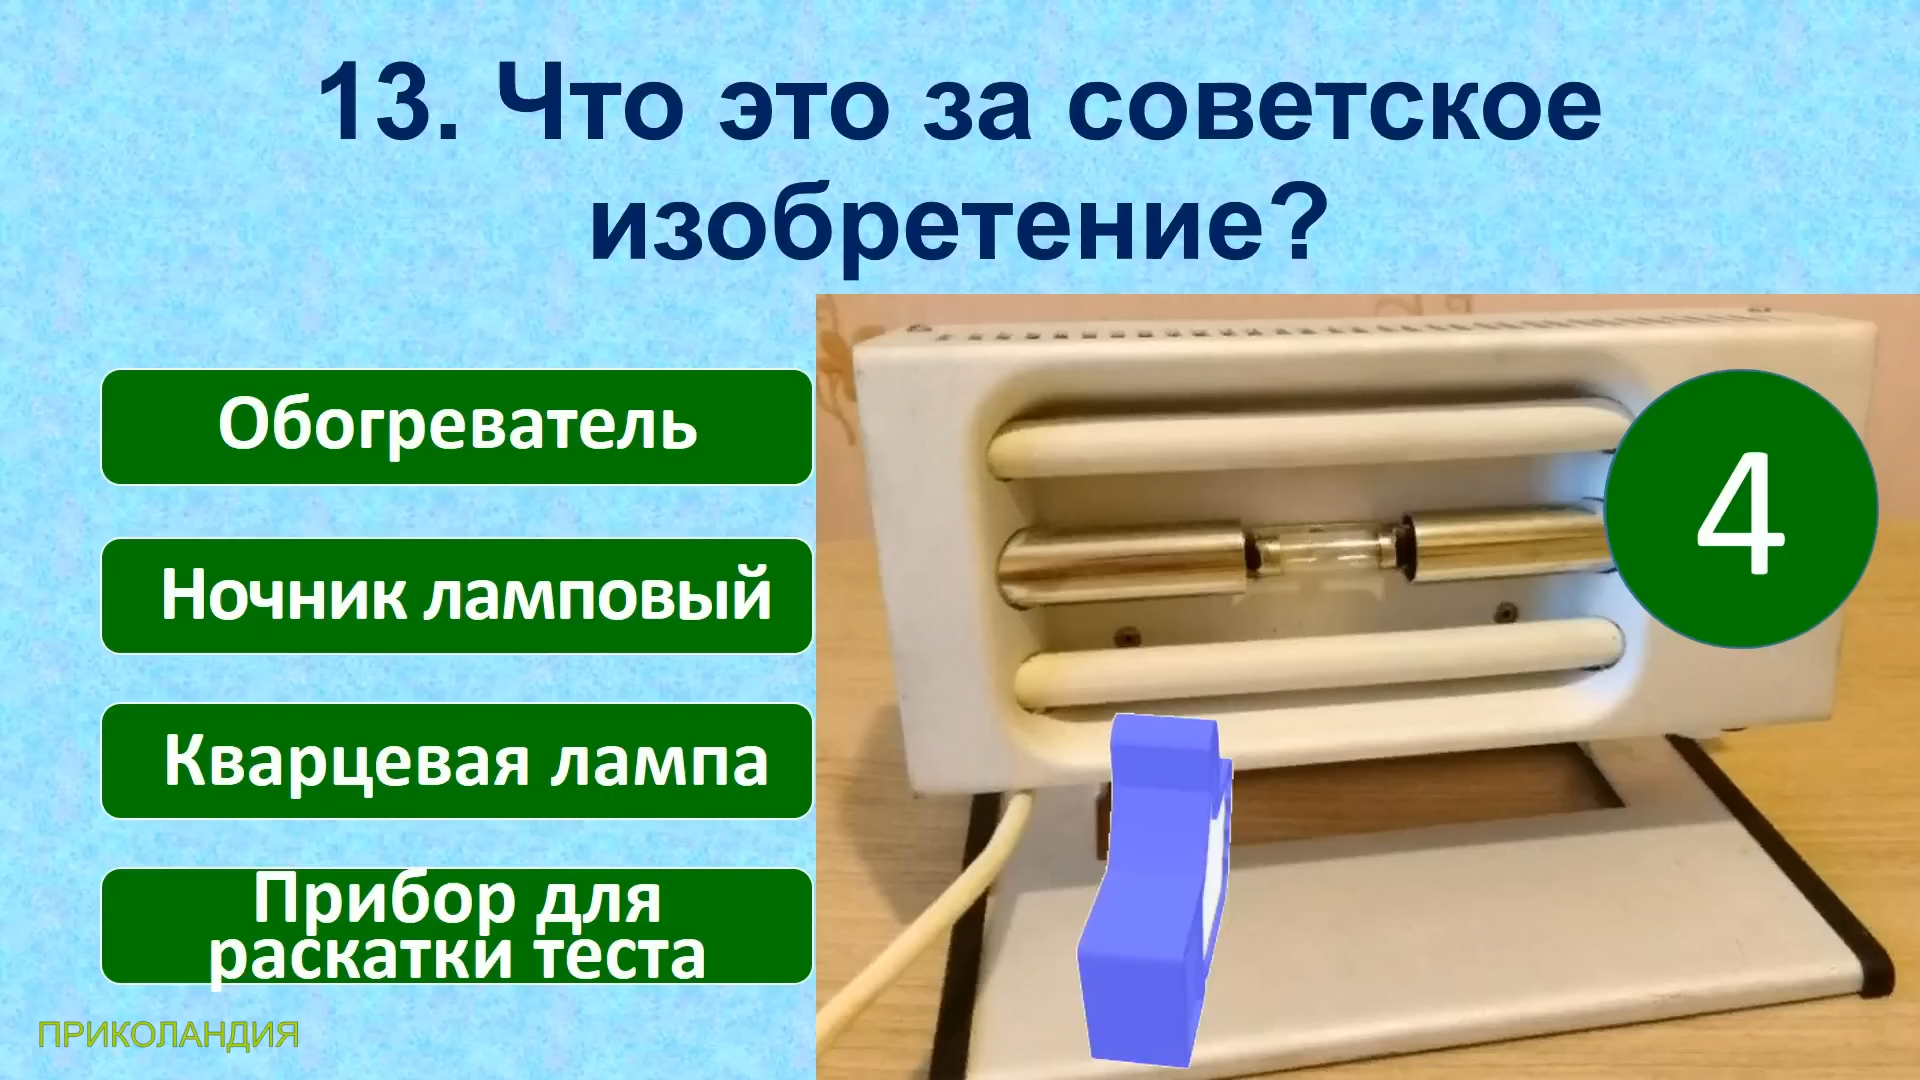 13. Что это за советское
изобретение?
Обогреватель
4
Ночник ламповый
Кварцевая лампа
Прибор для
раскатки теста
ПРИКОЛАНДИЯ